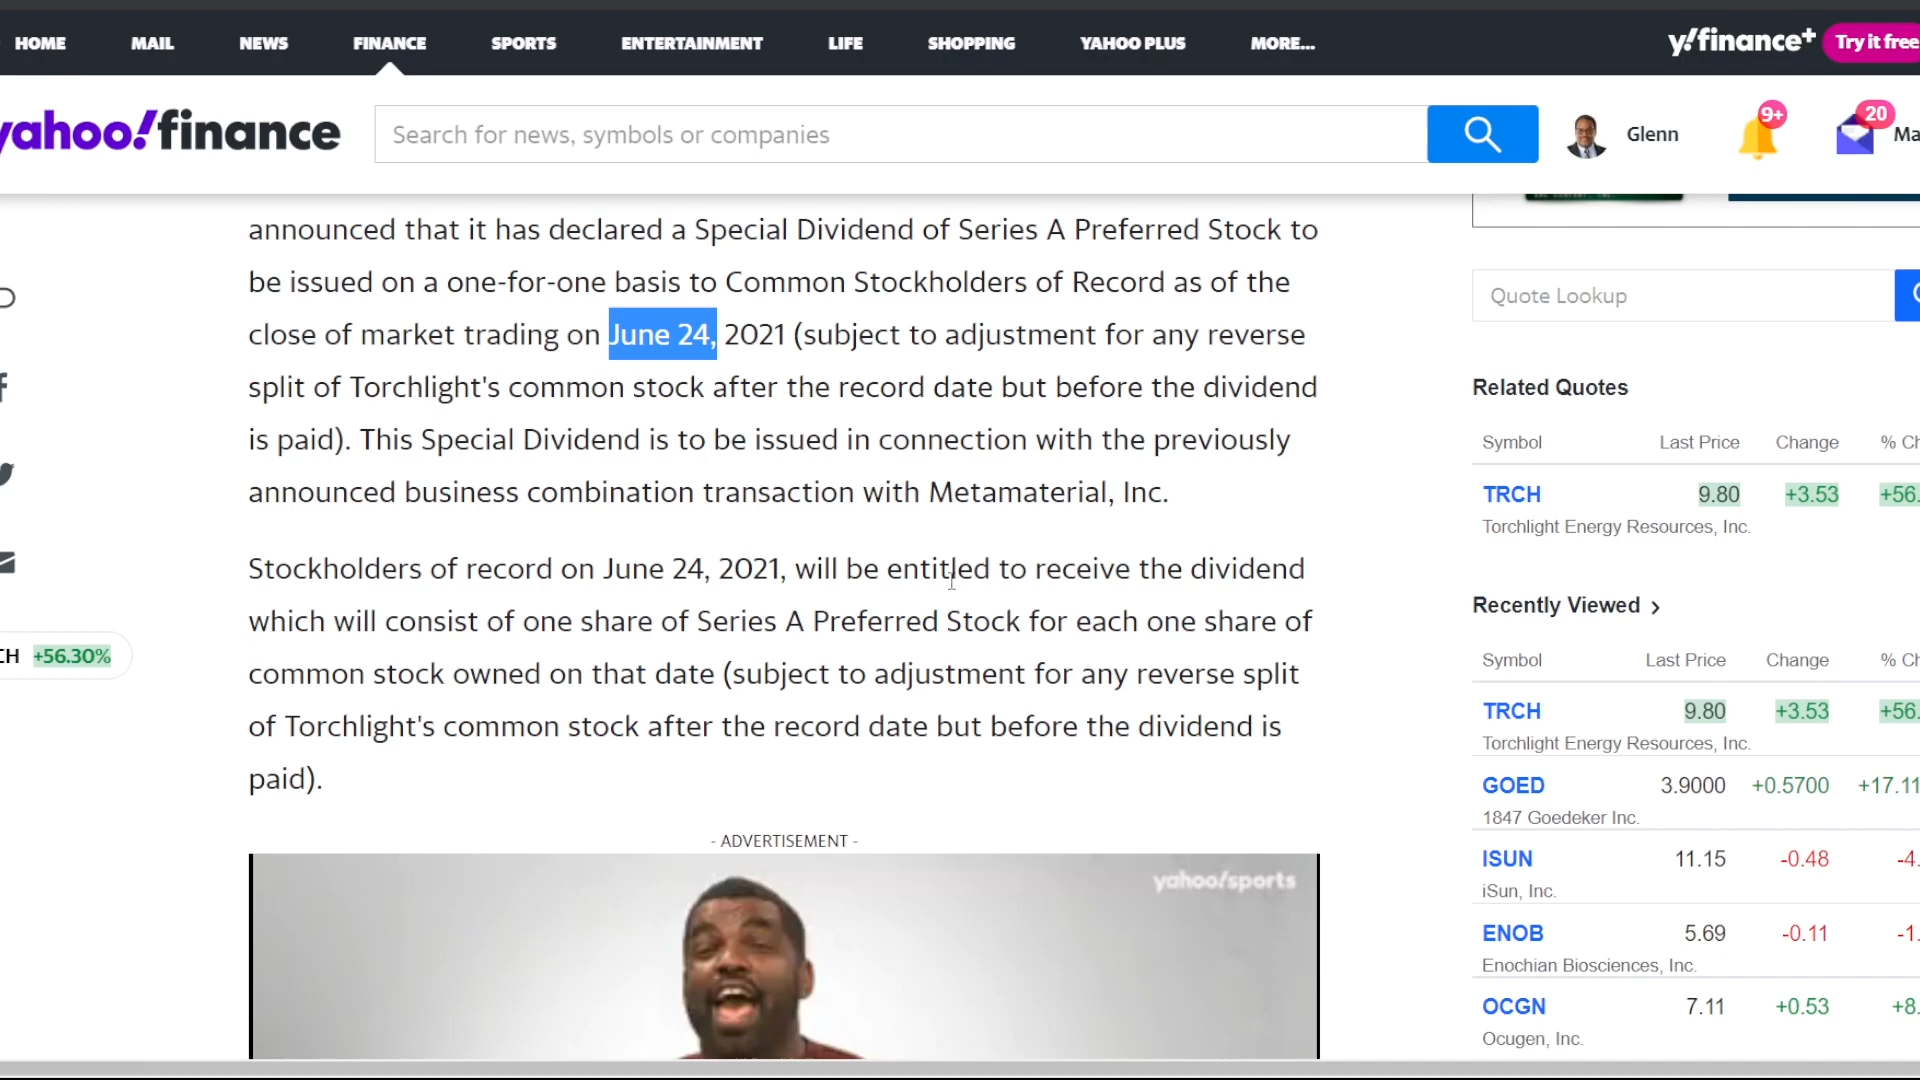 HOME MAIL NEWS FINANCE SPORTS ENTERTAINMENT LIFE SHOPPING YAHOO PLUS MORE... y!finance+ Try it free
yahoo!finance Search for news, symbols or companies Glenn 9+ 20 Ma
announced that it has declared a Special Dividend of Series A Preferred Stock to
be issued on a one-for-one basis to Common Stockholders of Record as of the
close of market trading on June 24, 2021 (subject to adjustment for any reverse
split of Torchlight's common stock after the record date but before the dividend
is paid). This Special Dividend is to be issued in connection with the previously
announced business combination transaction with Metamaterial, Inc.
Stockholders of record on June 24, 2021, will be entitled to receive the dividend
which will consist of one share of Series A Preferred Stock for each one share of
common stock owned on that date (subject to adjustment for any reverse split
of Torchlight's common stock after the record date but before the dividend is
paid).
CH +56.30%
- ADVERTISEMENT -
yahoo!sports
Quote Lookup
Related Quotes
Symbol Last Price Change % Ch
TRCH 9.80 +3.53 +56.
Torchlight Energy Resources, Inc.
Recently Viewed >
Symbol Last Price Change % Ch
TRCH 9.80 +3.53 +56.
Torchlight Energy Resources, Inc.
GOED 3.9000 +0.5700 +17.11
1847 Goedeker Inc.
ISUN 11.15 -0.48 -4.
iSun, Inc.
ENOB 5.69 -0.11 -1.
Enochian Biosciences, Inc.
OCGN 7.11 +0.53 +8.
Ocugen, Inc.